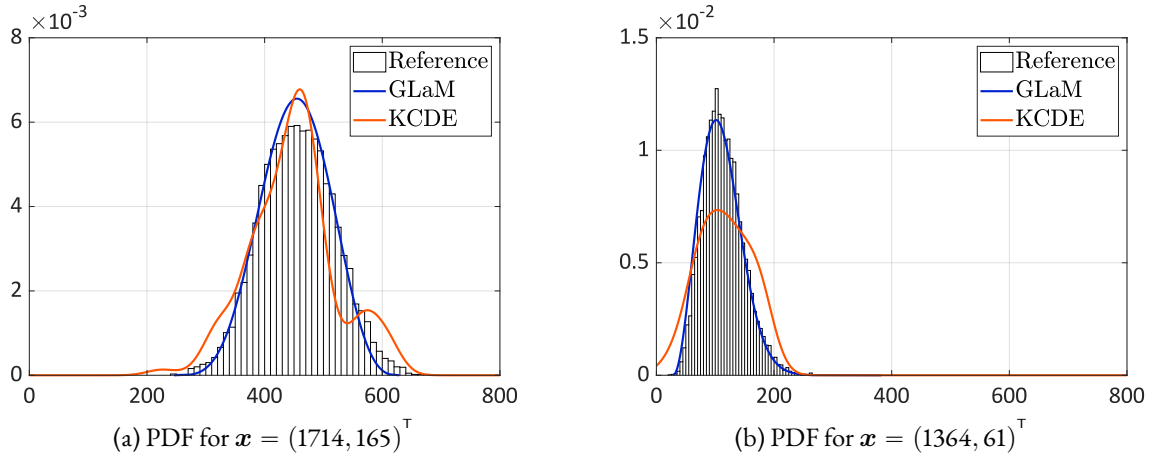 ×10⁻³
8
6
4
2
0
0 200 400 600 800
Reference
GLaM
KCDE
(a) PDF for x = (1714, 165)ᵀ
×10⁻²
1.5
1
0.5
0
0 200 400 600 800
Reference
GLaM
KCDE
(b) PDF for x = (1364, 61)ᵀ